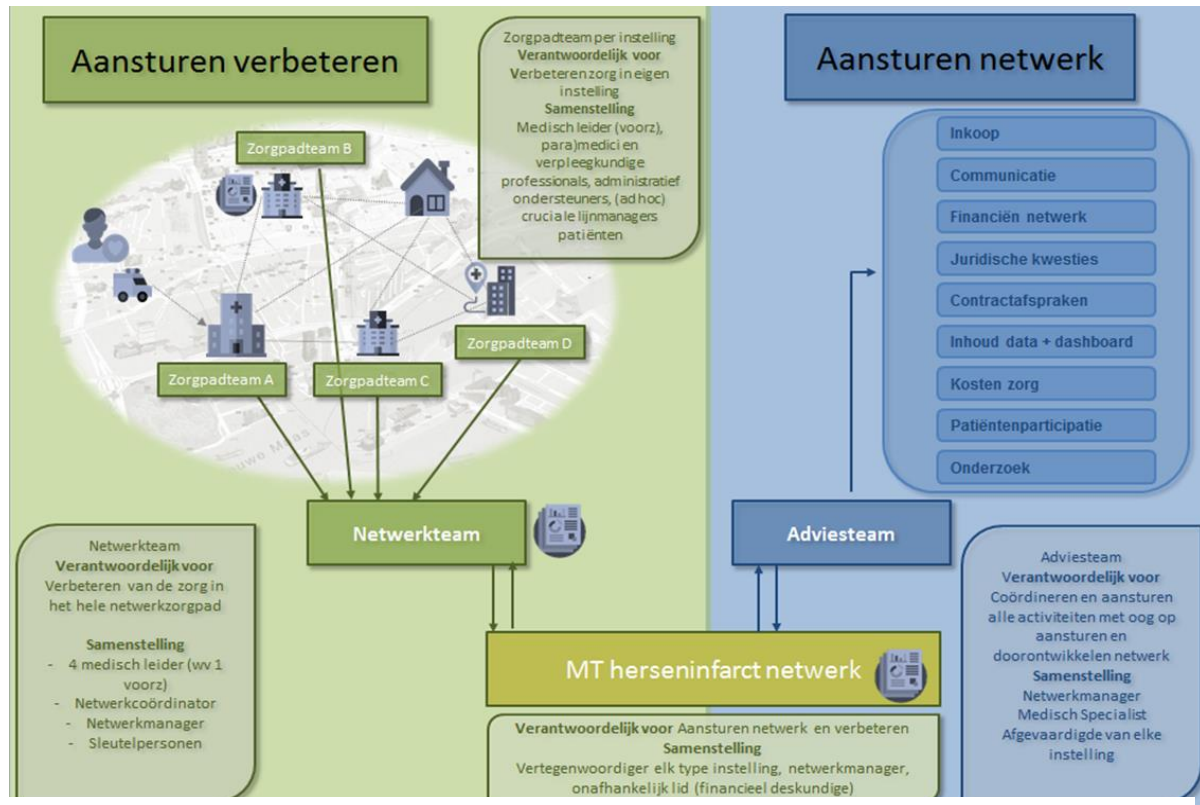 Aansturen verbeteren
Zorgpadteam per instelling
Verantwoordelijk voor
Verbeteren zorg in eigen
instelling
Samenstelling
Medisch leider (voorz),
para)medici en
verpleegkundige
professionals, administratief
ondersteuners, (ad hoc)
cruciale lijnmanagers
patiënten
Zorgpadteam B
Zorgpadteam D
Zorgpadteam A
Zorgpadteam C
Netwerkteam
Netwerkteam
Verantwoordelijk voor
Verbeteren van de zorg in
het hele netwerkzorgpad
Samenstelling
- 4 medisch leider (wv 1
voorz)
- Netwerkcoördinator
- Netwerkmanager
- Sleutelpersonen
Aansturen netwerk
Inkoop
Communicatie
Financiën netwerk
Juridische kwesties
Contractafspraken
Inhoud data + dashboard
Kosten zorg
Patiëntenparticipatie
Onderzoek
Adviesteam
Adviesteam
Verantwoordelijk voor
Coördineren en aansturen
alle activiteiten met oog op
aansturen en
doorontwikkelen netwerk
Samenstelling
Netwerkmanager
Medisch Specialist
Afgevaardigde van elke
instelling
MT herseninfarct netwerk
Verantwoordelijk voor Aansturen netwerk en verbeteren
Samenstelling
Vertegenwoordiger elk type instelling, netwerkmanager,
onafhankelijk lid (financieel deskundige)